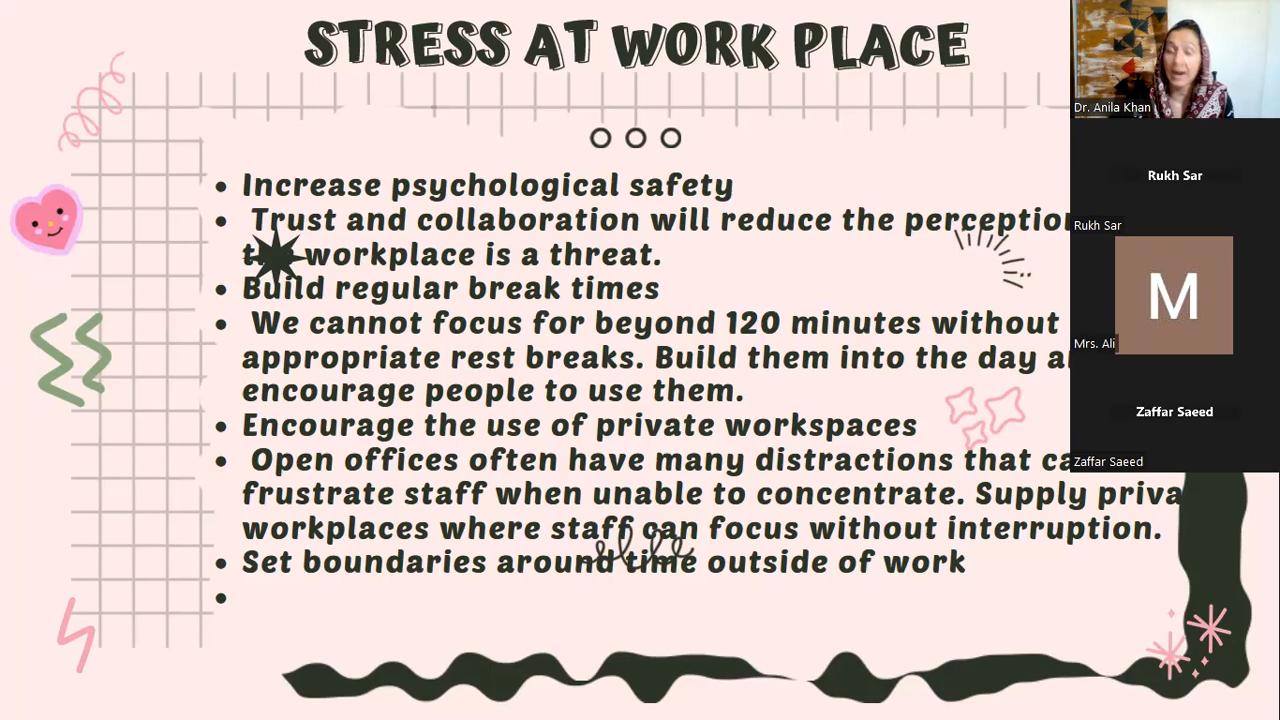 STRESS AT WORK PLACE
Increase psychological safety
Trust and collaboration will reduce the perception
workplace is a threat.
Build regular break times
We cannot focus for beyond 120 minutes without
appropriate rest breaks. Build them into the day
encourage people to use them.
Encourage the use of private workspaces
Open offices often have many distractions that
frustrate staff when unable to concentrate. Supply
workplaces where staff can focus without interruption.
Set boundaries around time outside of work
Dr. Anila Khan
Rukh Sar
Rukh Sar
M
Mrs. Ali
Zaffar Saeed
Zaffar Saeed